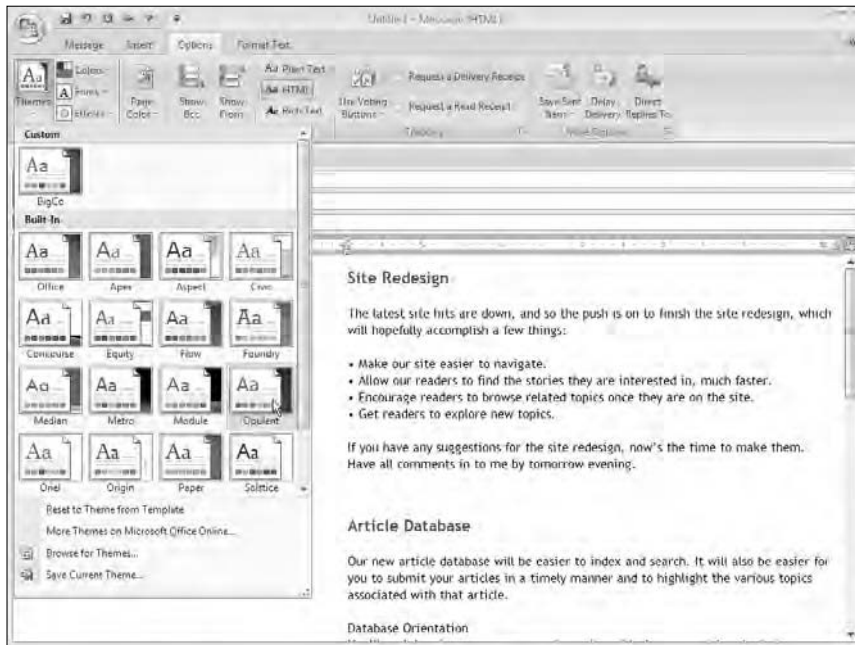 Untitled - Message (HTML)
Message Insert Options Format Text
Themes
Colors
Fonts
Effects
Page Color
Show Bcc
Show From
Aa Plain Text
Aa HTML
Aa Rich Text
Use Voting Buttons
Request a Delivery Receipt
Request a Read Receipt
Tracking
Save Sent Item
Delay Delivery
Direct Replies To
More Options
Custom
Aa
BigCo
Built-In
Aa Aa Aa Aa
Office Apex Aspect Civic
Aa Aa Aa Aa
Concourse Equity Flow Foundry
Aa Aa Aa Aa
Median Metro Module Opulent
Aa Aa Aa Aa
Oriel Origin Paper Solstice
Reset to Theme from Template
More Themes on Microsoft Office Online...
Browse for Themes...
Save Current Theme...
Site Redesign
The latest site hits are down, and so the push is on to finish the site redesign, which
will hopefully accomplish a few things:
• Make our site easier to navigate.
• Allow our readers to find the stories they are interested in, much faster.
• Encourage readers to browse related topics once they are on the site.
• Get readers to explore new topics.
If you have any suggestions for the site redesign, now's the time to make them.
Have all comments in to me by tomorrow evening.
Article Database
Our new article database will be easier to index and search. It will also be easier for
you to submit your articles in a timely manner and to highlight the various topics
associated with that article.
Database Orientation